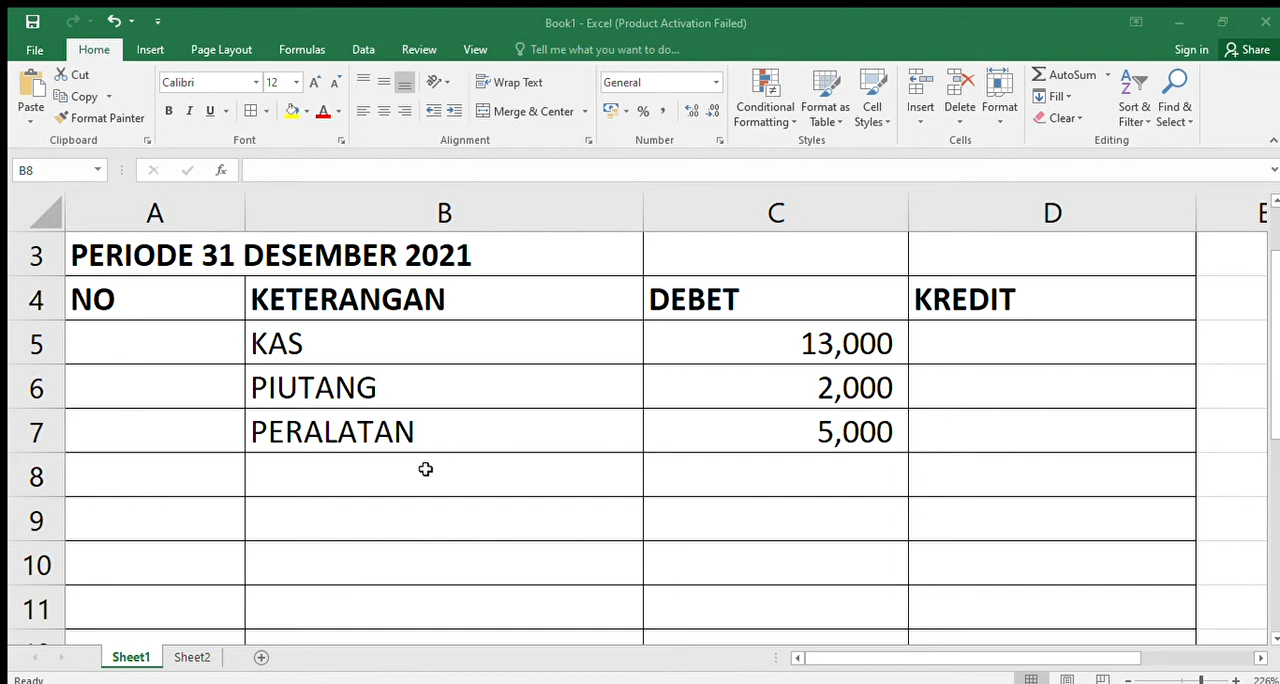 Book1 - Excel (Product Activation Failed)
File Home Insert Page Layout Formulas Data Review View Tell me what you want to do... Sign in Share
Cut
Copy
Format Painter
Paste
Clipboard
Calibri 12
B I U A
Font
Wrap Text
Merge & Center
Alignment
General
%
Number
Conditional Formatting
Format as Table
Cell Styles
Styles
Insert
Delete
Format
Cells
AutoSum
Fill
Clear
Sort & Filter
Find & Select
Editing
B8 fx
A B C D E
3 PERIODE 31 DESEMBER 2021
4 NO KETERANGAN DEBET KREDIT
5 KAS 13,000
6 PIUTANG 2,000
7 PERALATAN 5,000
8
9
10
11
Sheet1 Sheet2
Ready 226%